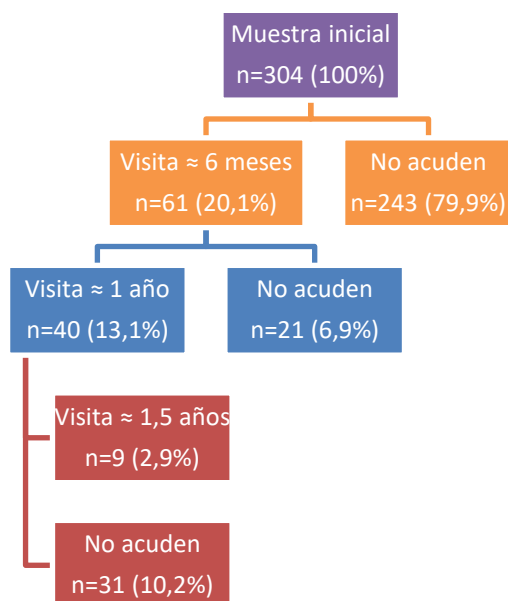 Muestra inicial
n=304 (100%)
Visita ≈ 6 meses
n=61 (20,1%)
No acuden
n=243 (79,9%)
Visita ≈ 1 año
n=40 (13,1%)
No acuden
n=21 (6,9%)
Visita ≈ 1,5 años
n=9 (2,9%)
No acuden
n=31 (10,2%)